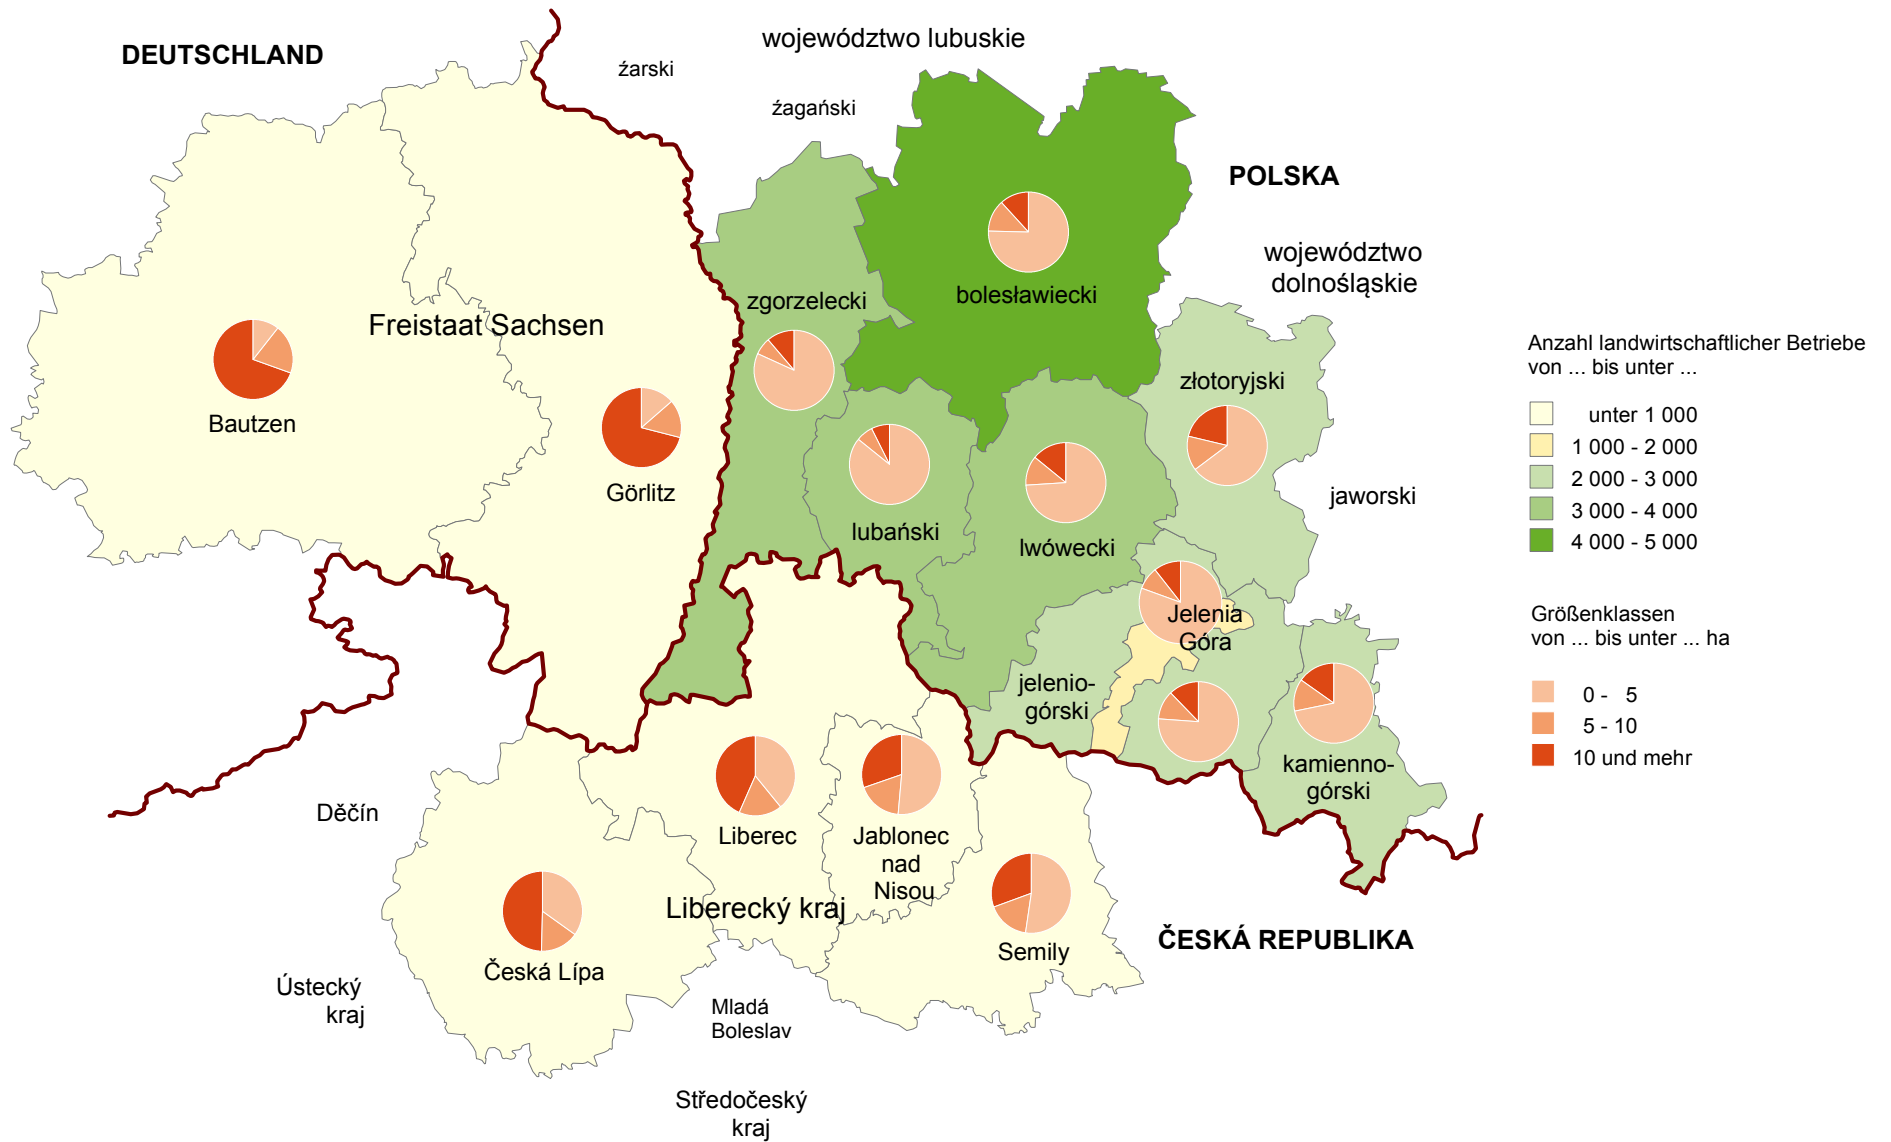 DEUTSCHLAND
województwo lubuskie
źarski
źagański
POLSKA
województwo
dolnośląskie
bolesławiecki
zgorzelecki
Freistaat Sachsen
złotoryjski
Bautzen
Görlitz
jaworski
lubański
lwówecki
Jelenia
Góra
jelenio-
górski
kamienno-
górski
Děčín
Liberec
Jablonec
nad
Nisou
Liberecký kraj
Semily
ČESKÁ REPUBLIKA
Česká Lípa
Ústecký
kraj
Mladá
Boleslav
Středočeský
kraj
Anzahl landwirtschaftlicher Betriebe
von ... bis unter ...
unter 1 000
1 000 - 2 000
2 000 - 3 000
3 000 - 4 000
4 000 - 5 000
Größenklassen
von ... bis unter ... ha
0 - 5
5 - 10
10 und mehr